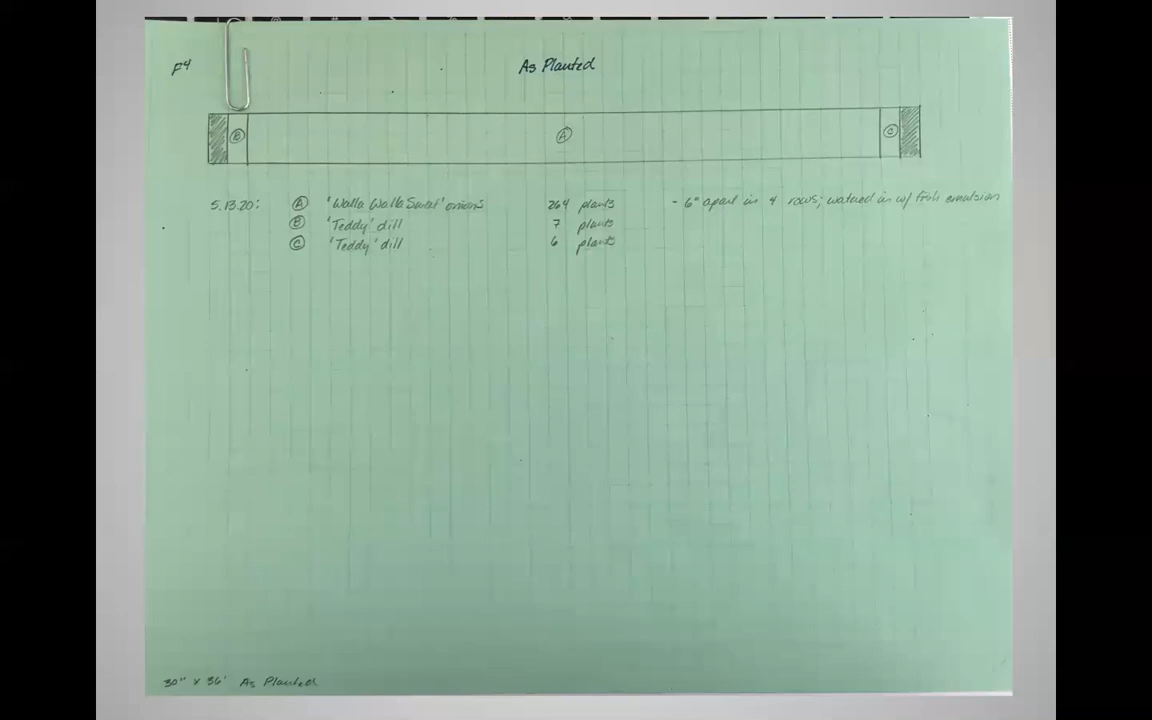 F4
As Planted
B A C
5.13.20: A 'Walla Walla Sweet' onions 264 plants - 6" apart in 4 rows; watered in w/ fish emulsion
B 'Teddy' dill 7 plants
C 'Teddy' dill 6 plants
30" x 36' As Planted